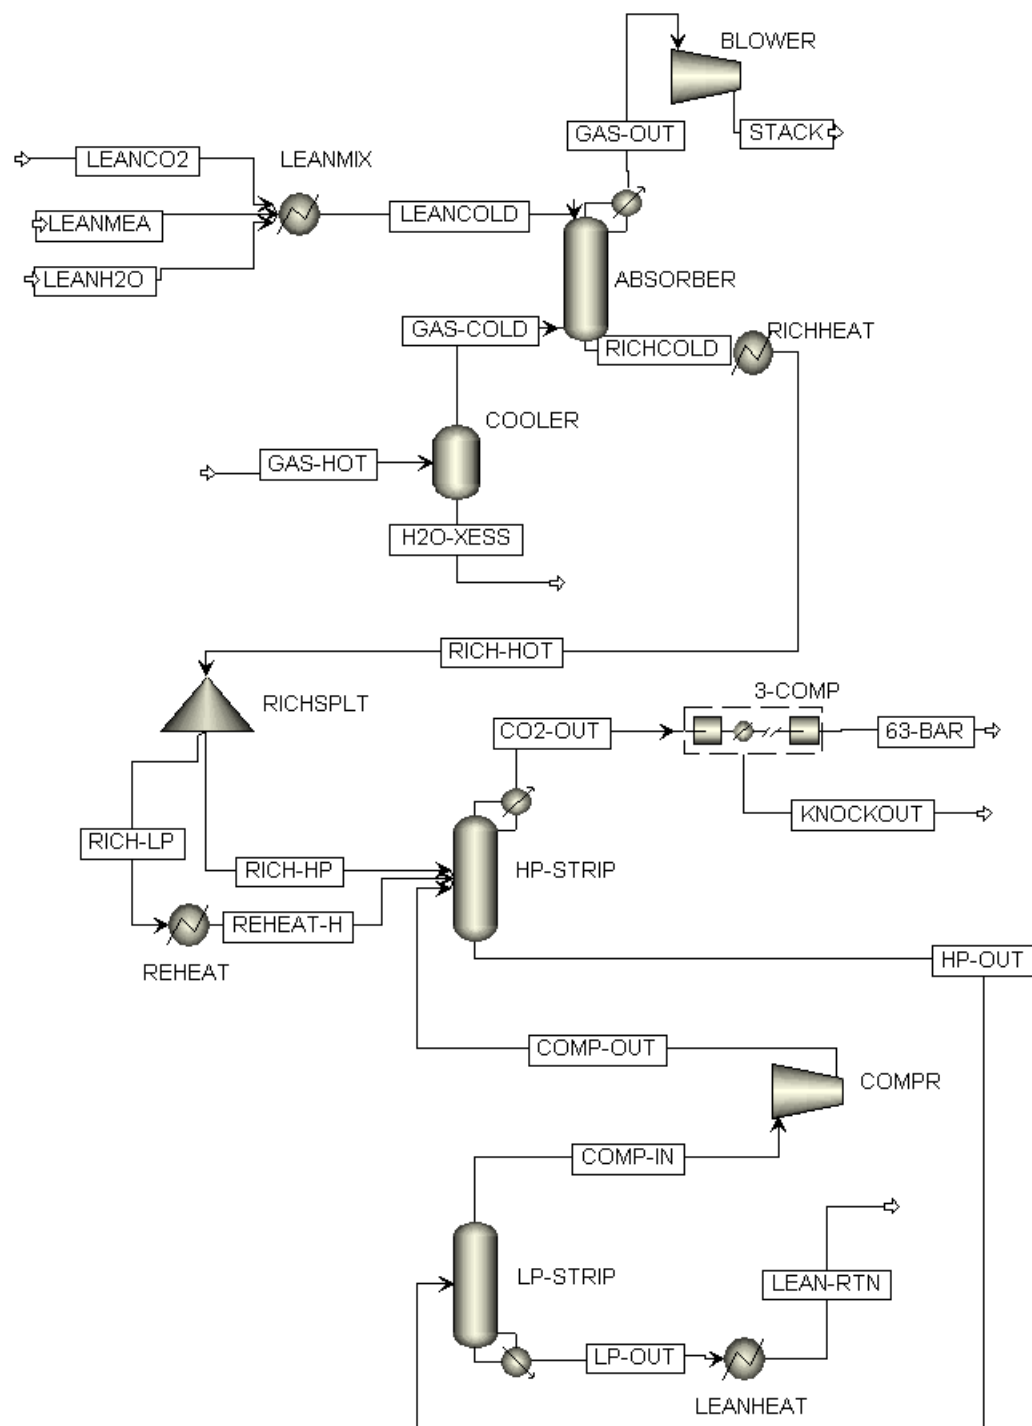 BLOWER
GAS-OUT
STACK
LEANCO2
LEANMIX
LEANMEA
LEANCOLD
LEANH2O
ABSORBER
GAS-COLD
RICHHEAT
RICHCOLD
COOLER
GAS-HOT
H2O-XESS
RICH-HOT
RICHSPLT
3-COMP
CO2-OUT
63-BAR
KNOCKOUT
RICH-LP
RICH-HP
HP-STRIP
REHEAT-H
REHEAT
HP-OUT
COMP-OUT
COMPR
COMP-IN
LP-STRIP
LEAN-RTN
LP-OUT
LEANHEAT